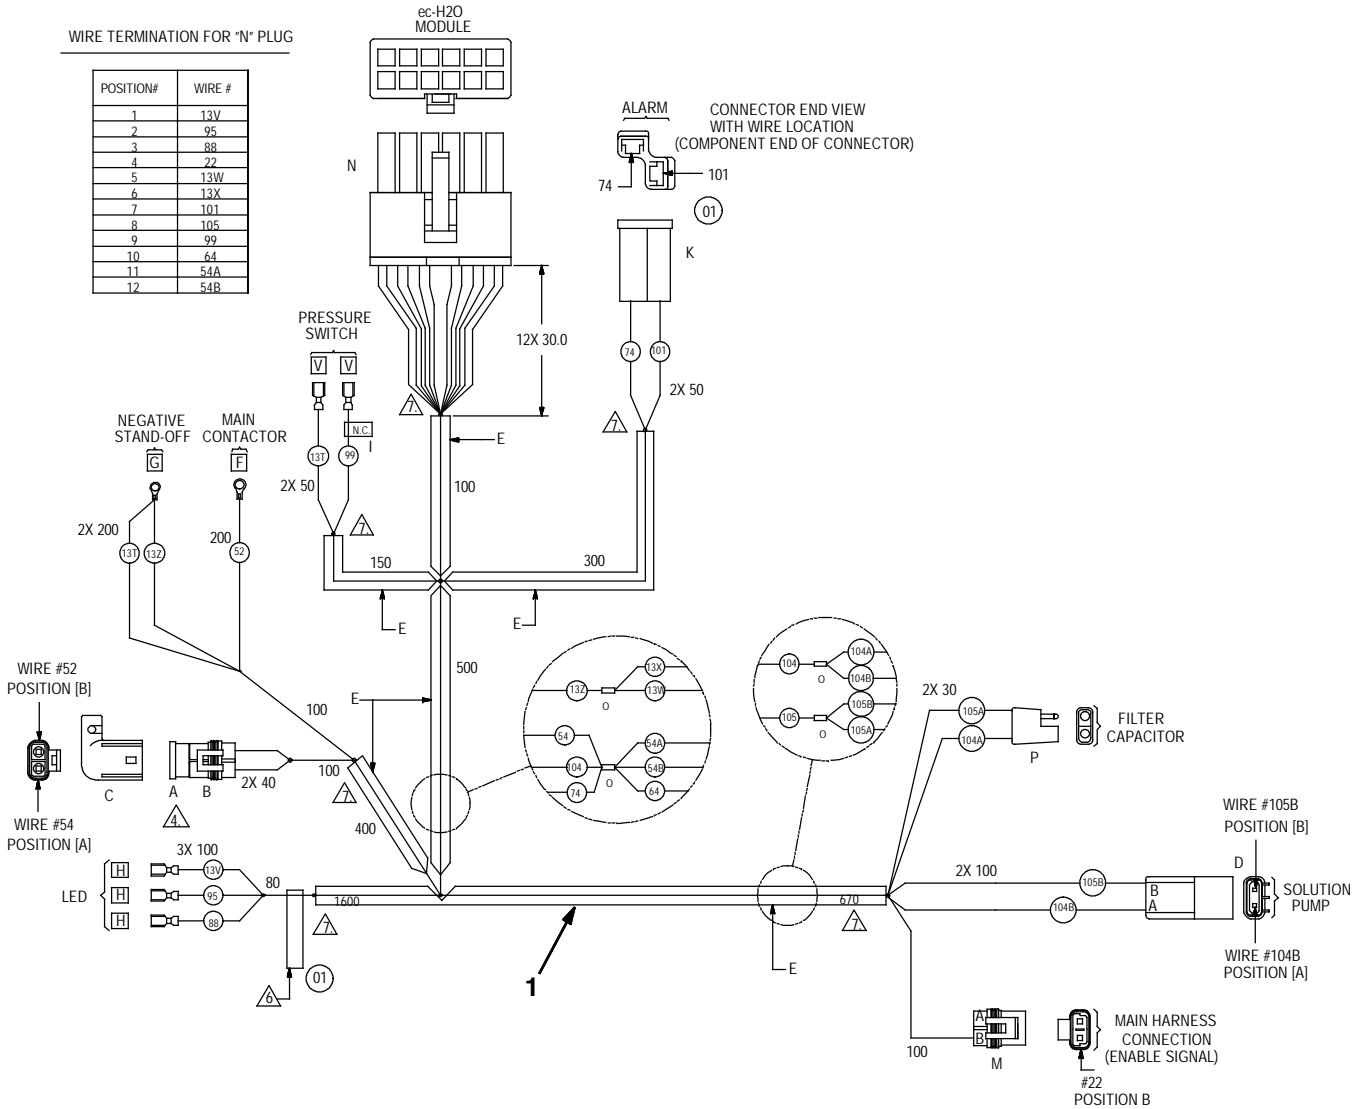 ec-H2O
MODULE
WIRE TERMINATION FOR "N" PLUG
POSITION# WIRE #
1 13V
2 95
3 88
4 22
5 13W
6 13X
7 101
8 105
9 99
10 64
11 54A
12 54B
N
ALARM
CONNECTOR END VIEW
WITH WIRE LOCATION
(COMPONENT END OF CONNECTOR)
74
101
01
K
12X 30.0
74
101
2X 50
7.
PRESSURE
SWITCH
V V
N.C.
I
13T
99
2X 50
7.
7.
E
100
NEGATIVE
STAND-OFF
G
MAIN
CONTACTOR
F
2X 200
13T
13Z
200
52
150
300
E
E
500
E
100
WIRE #52
POSITION [B]
WIRE #54
POSITION [A]
C
A
B
4.
2X 40
100
7.
400
13Z
O
13X
13W
54
104
74
O
54A
54B
64
104
O
104A
104B
105
O
105B
105A
2X 30
105A
104A
P
FILTER
CAPACITOR
WIRE #105B
POSITION [B]
D
2X 100
105B
104B
B
A
SOLUTION
PUMP
WIRE #104B
POSITION [A]
3X 100
LED
H
H
H
13V
95
88
80
1600
7.
6
01
1
670
7.
E
100
A
B
M
MAIN HARNESS
CONNECTION
(ENABLE SIGNAL)
#22
POSITION B